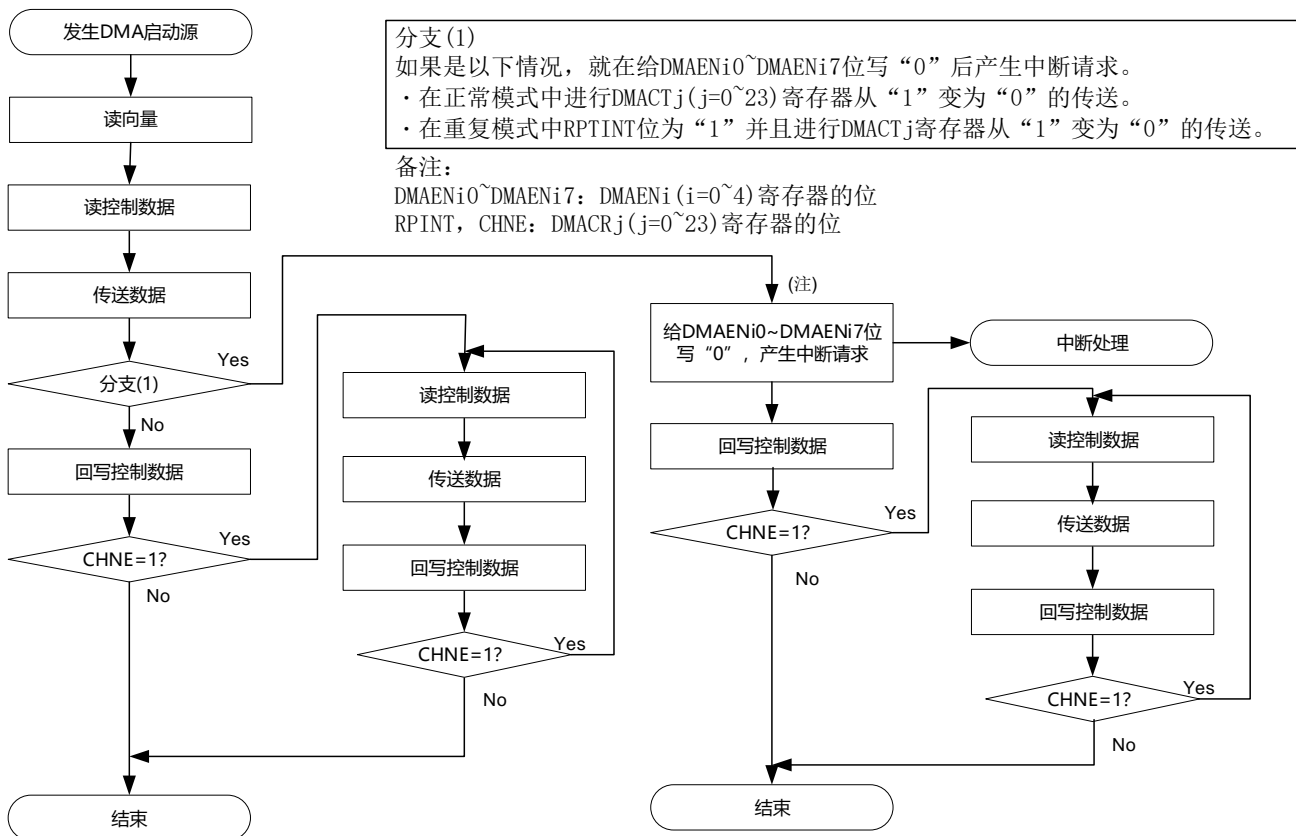 发生DMA启动源
读向量
读控制数据
传送数据
分支(1)
Yes
No
回写控制数据
CHNE=1?
Yes
No
结束
分支(1)
如果是以下情况，就在给DMAENi0~DMAENi7位写“0”后产生中断请求。
・在正常模式中进行DMACTj(j=0~23)寄存器从“1”变为“0”的传送。
・在重复模式中RPTINT位为“1”并且进行DMACTj寄存器从“1”变为“0”的传送。
备注：
DMAENi0~DMAENi7：DMAENi(i=0~4)寄存器的位
RPINT，CHNE：DMACRj(j=0~23)寄存器的位
读控制数据
传送数据
回写控制数据
CHNE=1?
Yes
No
(注)
给DMAENi0~DMAENi7位
写“0”，产生中断请求
中断处理
回写控制数据
CHNE=1?
Yes
No
读控制数据
传送数据
回写控制数据
CHNE=1?
Yes
No
结束